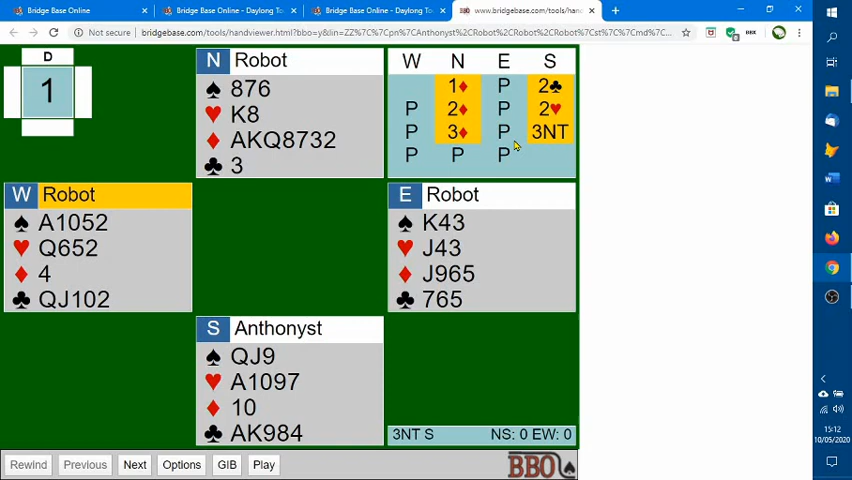 Bridge Base Online
Bridge Base Online - Daylong To
Bridge Base Online - Daylong To
www.bridgebase.com/tools/hand
Not secure
bridgebase.com/tools/handviewer.html?bbo=y&lin=ZZ%7C%7Cpn%7CAnthonyst%2CRobot%2CRobot%2CRobot%7Cst%7C%7Cmd%7C...
D
1
N Robot
♠ 876
♥ K8
♦ AKQ8732
♣ 3
W N E S
1♦ P 2♣
P 2♦ P 2♥
P 3♦ P 3NT
P P P
W Robot
♠ A1052
♥ Q652
♦ 4
♣ QJ102
E Robot
♠ K43
♥ J43
♦ J965
♣ 765
S Anthonyst
♠ QJ9
♥ A1097
♦ 10
♣ AK984
3NT S NS: 0 EW: 0
Rewind Previous Next Options GIB Play
BBO
15:12
10/05/2020